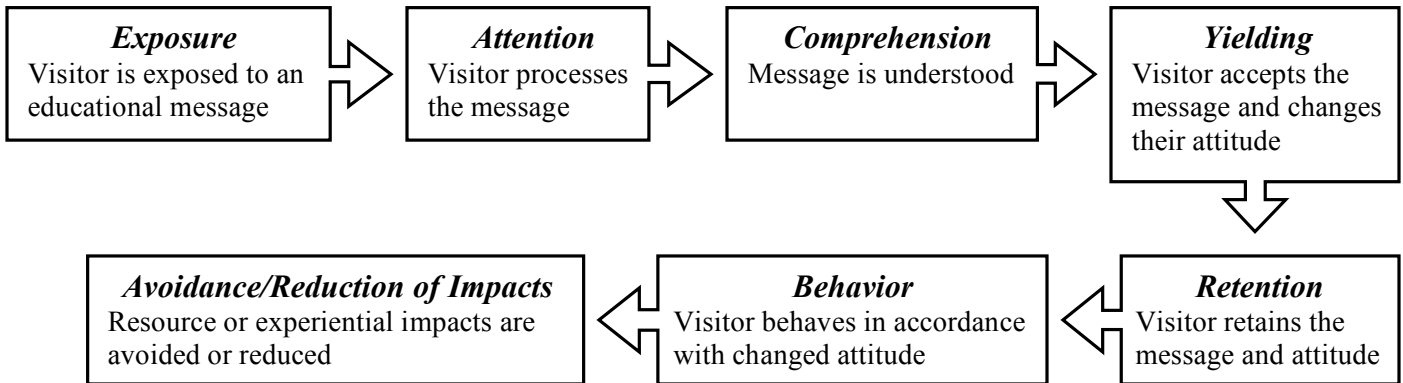 Exposure
Visitor is exposed to an
educational message
Attention
Visitor processes
the message
Comprehension
Message is understood
Yielding
Visitor accepts the
message and changes
their attitude
Retention
Visitor retains the
message and attitude
Behavior
Visitor behaves in accordance
with changed attitude
Avoidance/Reduction of Impacts
Resource or experiential impacts are
avoided or reduced